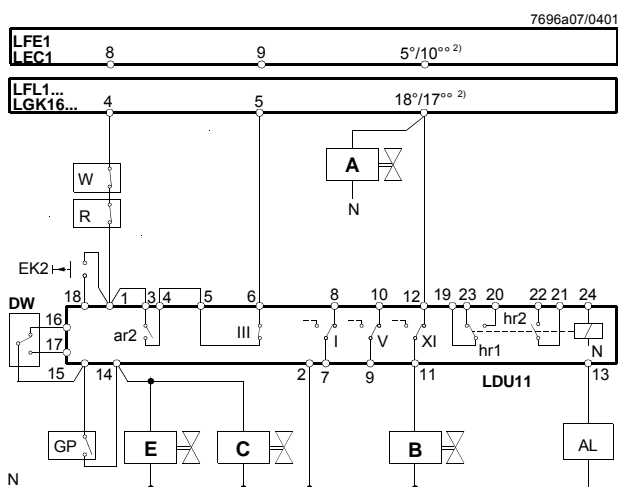 7696a07/0401
LFE1
LEC1
8 9 5°/10°° 2)
LFL1...
LGK16...
4 5 18°/17°° 2)
W
A
R
N
EK2
DW
18 1 3 4 5 6 8 10 12 19 23 20 22 21 24
16
ar2 III I V XI hr1 hr2 N
17
15 14 2 7 9 11 LDU11 13
GP E C B AL
N